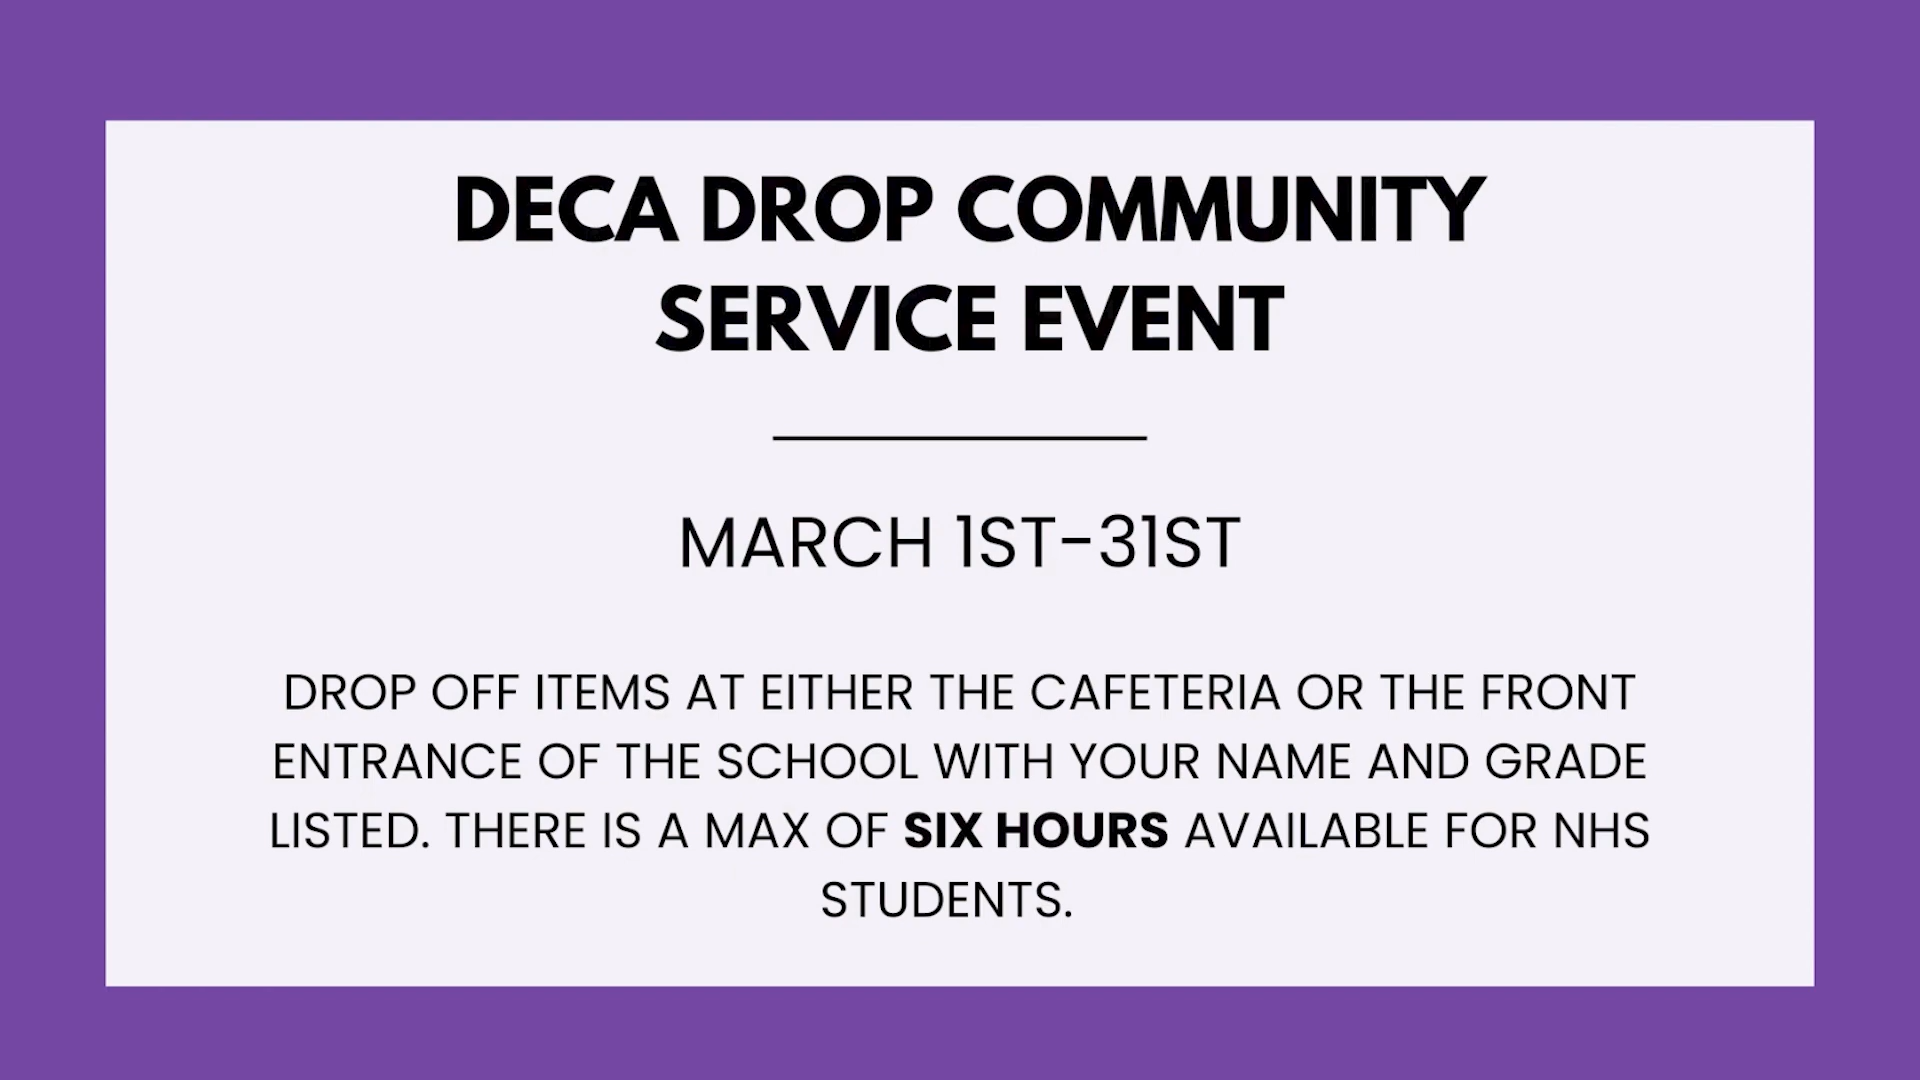 DECA DROP COMMUNITY
SERVICE EVENT
MARCH 1ST-31ST
DROP OFF ITEMS AT EITHER THE CAFETERIA OR THE FRONT
ENTRANCE OF THE SCHOOL WITH YOUR NAME AND GRADE
LISTED. THERE IS A MAX OF SIX HOURS AVAILABLE FOR NHS
STUDENTS.